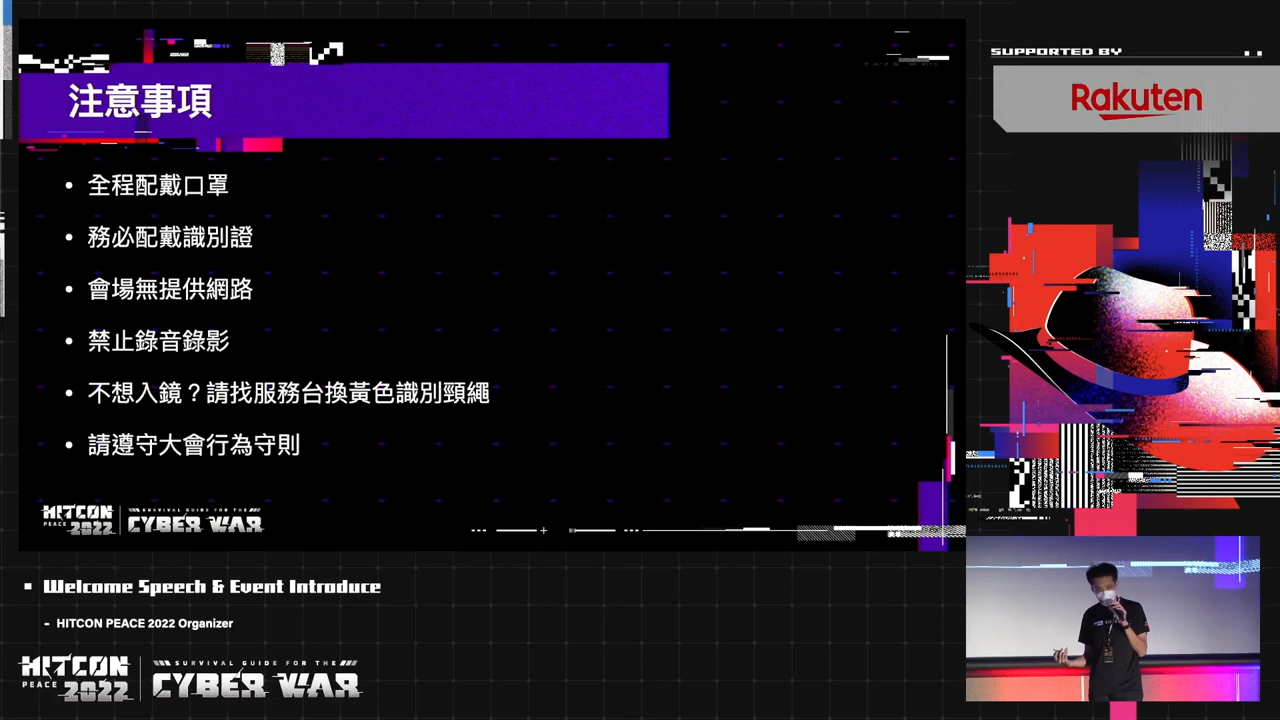 注意事項
• 全程配戴口罩
• 務必配戴識別證
• 會場無提供網路
• 禁止錄音錄影
• 不想入鏡？請找服務台換黃色識別頸繩
• 請遵守大會行為守則
HITCON
PEACE 2022
SURVIVAL GUIDE FOR THE
CYBER WAR
SUPPORTED BY
Rakuten
Welcome Speech & Event Introduce
- HITCON PEACE 2022 Organizer
HITCON
PEACE 2022
SURVIVAL GUIDE FOR THE
CYBER WAR